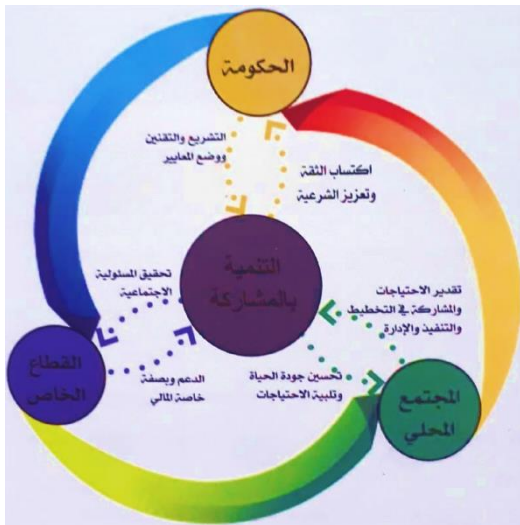 الحكومة
التشريع والتقنين
ووضع المعايير
اكتساب الثقة
وتعزيز الشرعية
التنمية
بالمشاركة
تحقيق المسئولية
الاجتماعية
تقدير الاحتياجات
والمشاركة في التخطيط
والتنفيذ والإدارة
القطاع
الخاص
الدعم وبصفة
خاصة المالي
تحسين جودة الحياة
وتلبية الاحتياجات
المجتمع
المحلي